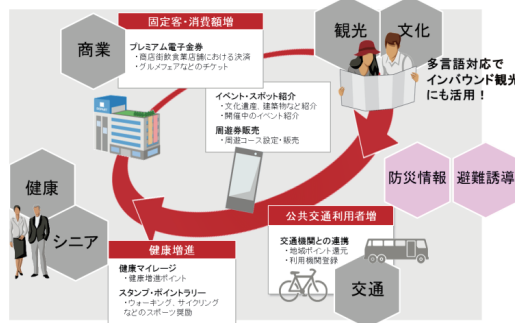 固定客・消費額増
商業
プレミアム電子金券
・商店街飲食業店舗における決済
・グルメフェアなどのチケット
観光
文化
多言語対応で
インバウンド観光
にも活用！
イベント・スポット紹介
・文化遺産、建築物など紹介
・開催中のイベント紹介
周遊券販売
・周遊コース設定・販売
防災情報
避難誘導
健康
シニア
健康増進
健康マイレージ
・健康増進ポイント
スタンプ・ポイントラリー
・ウォーキング、サイクリング
などのスポーツ奨励
公共交通利用者増
交通機関との連携
・地域ポイント還元
・利用機関登録
交通